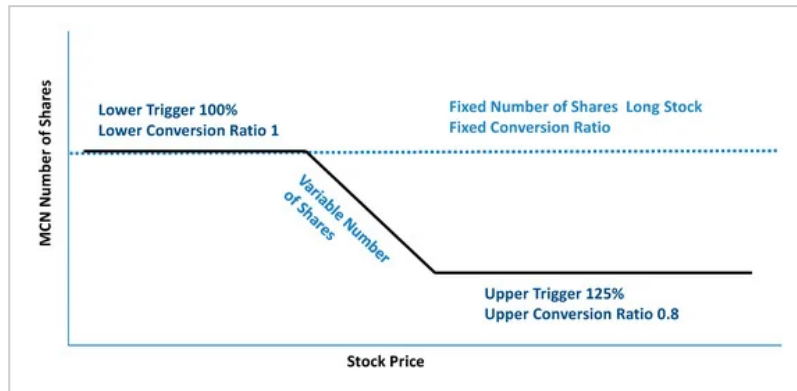 MCN Number of Shares
Lower Trigger 100%
Lower Conversion Ratio 1
Fixed Number of Shares Long Stock
Fixed Conversion Ratio
Variable Number
of Shares
Upper Trigger 125%
Upper Conversion Ratio 0.8
Stock Price